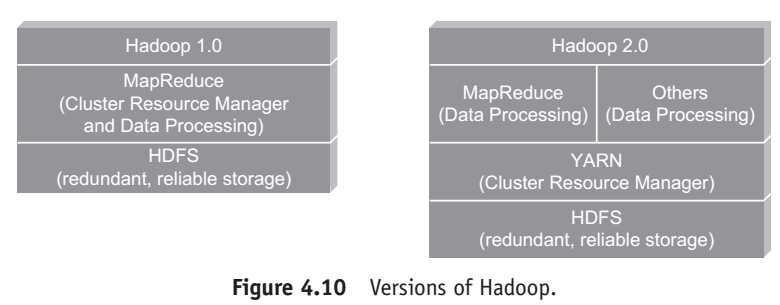 Hadoop 1.0
MapReduce
(Cluster Resource Manager
and Data Processing)
HDFS
(redundant, reliable storage)
Hadoop 2.0
MapReduce
(Data Processing)
Others
(Data Processing)
YARN
(Cluster Resource Manager)
HDFS
(redundant, reliable storage)
Figure 4.10 Versions of Hadoop.